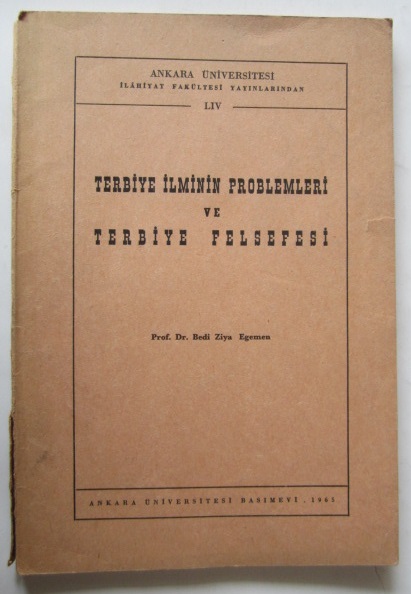 ANKARA ÜNİVERSİTESİ
İLÂHİYAT FAKÜLTESİ YAYINLARINDAN
LIV
TERBİYE İLMİNİN PROBLEMLERİ
VE
TERBİYE FELSEFESİ
Prof. Dr. Bedi Ziya Egemen
ANKARA ÜNİVERSİTESİ BASIMEVİ . 1965